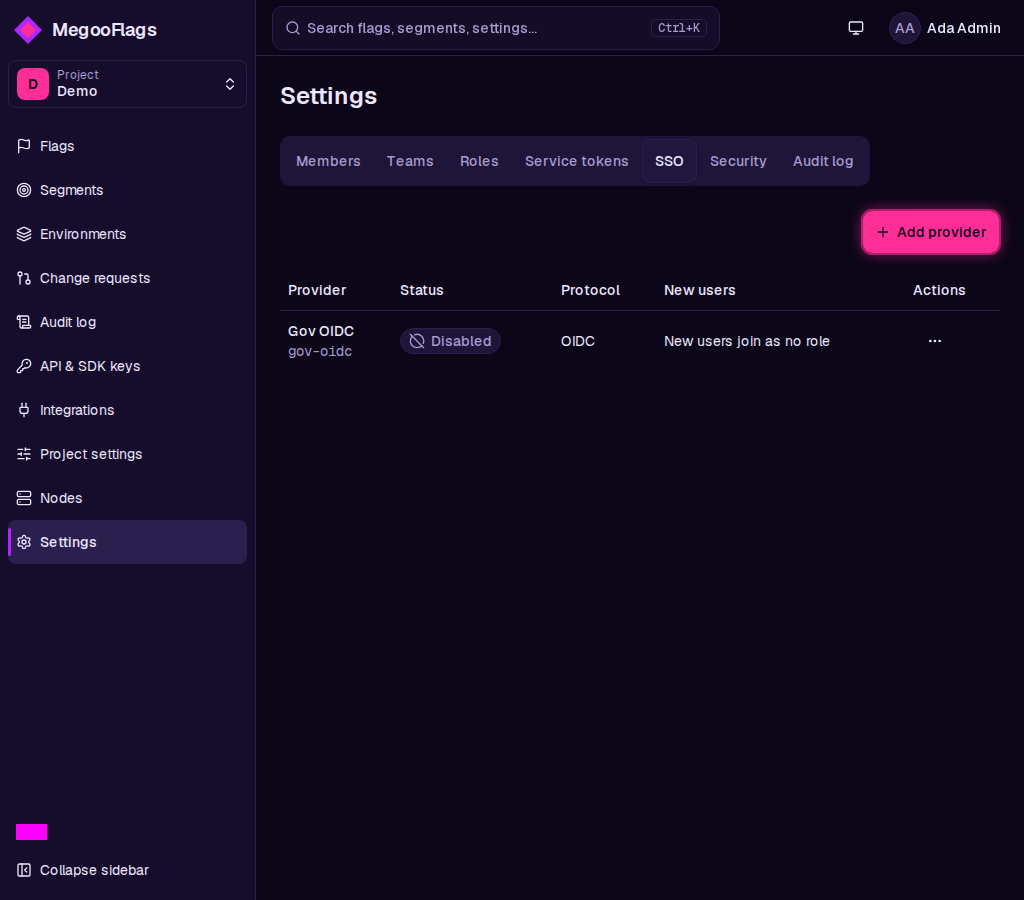 MegooFlags
Search flags, segments, settings...
Ctrl+K
AA
Ada Admin
D
Project
Demo
Flags
Segments
Environments
Change requests
Audit log
API & SDK keys
Integrations
Project settings
Nodes
Settings
Collapse sidebar
Settings
Members
Teams
Roles
Service tokens
SSO
Security
Audit log
Add provider
Provider
Status
Protocol
New users
Actions
Gov OIDC
gov-oidc
Disabled
OIDC
New users join as no role